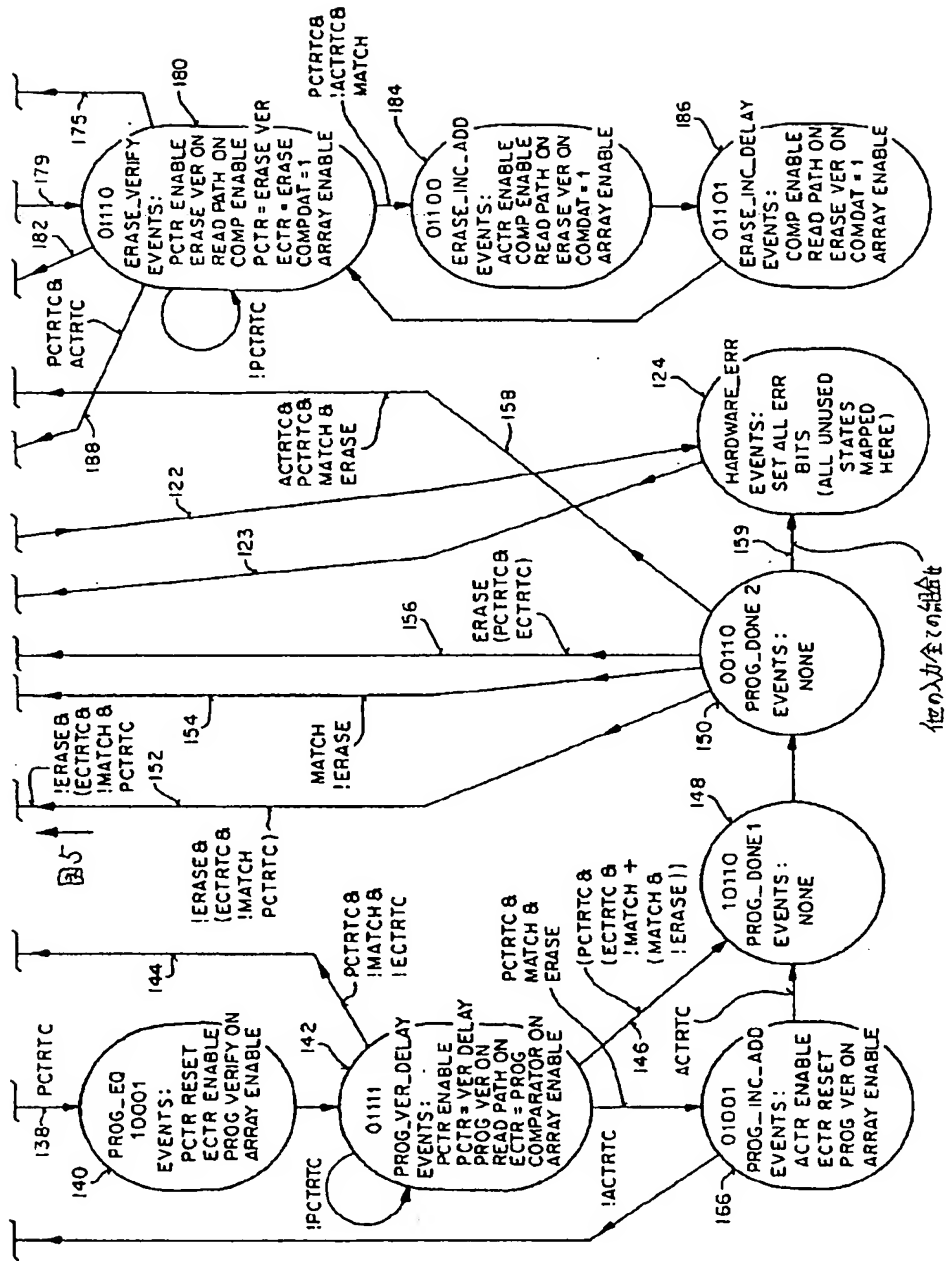 138
PCTRTC
140
PROG_EQ
10001
EVENTS:
PCTR RESET
ECTR ENABLE
PROG VERIFY ON
ARRAY ENABLE
!PCTRTC
142
01111
PROG_VER_DELAY
EVENTS:
PCTR ENABLE
PCTR = VER DELAY
PROG VER ON
READ PATH ON
ECTR = PROG
COMPARATOR ON
ARRAY ENABLE
144
PCTRTC&
!MATCH &
!ECTRTC
!ACTRTC
PCTRTC&
MATCH &
ERASE
(PCTRTC&
(ECTRTC &
!MATCH +
(MATCH &
!ERASE))
146
166
01001
PROG_INC_ADD
EVENTS:
ACTR ENABLE
ECTR RESET
PROG VER ON
ARRAY ENABLE
ACTRTC
148
10110
PROG_DONE1
EVENTS:
NONE
図5
!ERASE&
(ECTRTC&
!MATCH &
PCTRTC
152
!ERASE&
(ECTRTC&
!MATCH
PCTRTC)
154
MATCH
!ERASE
156
ERASE
(PCTRTC&
ECTRTC)
150
00110
PROG_DONE 2
EVENTS:
NONE
158
ACTRTC&
PCTRTC&
MATCH &
ERASE
159
他の入力全ての組合せ
123
122
124
HARDWARE_ERR
EVENTS:
SET ALL ERR
BITS
(ALL UNUSED
STATES
MAPPED
HERE)
188
PCTRTC&
ACTRTC
182
179
175
!PCTRTC
180
01110
ERASE_VERIFY
EVENTS:
PCTR ENABLE
ERASE VER ON
READ PATH ON
COMP ENABLE
PCTR = ERASE VER
ECTR = ERASE
COMPDAT = 1
ARRAY ENABLE
PCTRTC&
!ACTRTC&
MATCH
184
01100
ERASE_INC_ADD
EVENTS:
ACTR ENABLE
COMP ENABLE
READ PATH ON
ERASE VER ON
COMDAT = 1
ARRAY ENABLE
186
01101
ERASE_INC_DELAY
EVENTS:
COMP ENABLE
READ PATH ON
ERASE VER ON
COMDAT = 1
ARRAY ENABLE